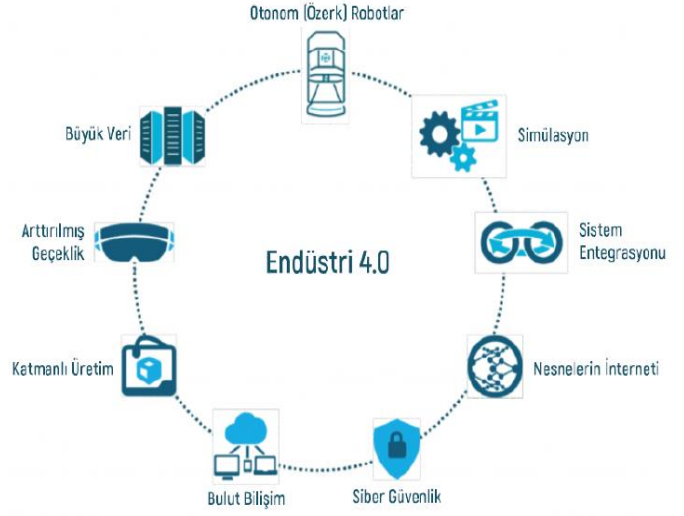 Otonom (Özerk) Robotlar
Büyük Veri
Simülasyon
Arttırılmış
Geçeklik
Sistem
Entegrasyonu
Endüstri 4.0
Katmanlı Üretim
Nesnelerin İnterneti
Bulut Bilişim
Siber Güvenlik